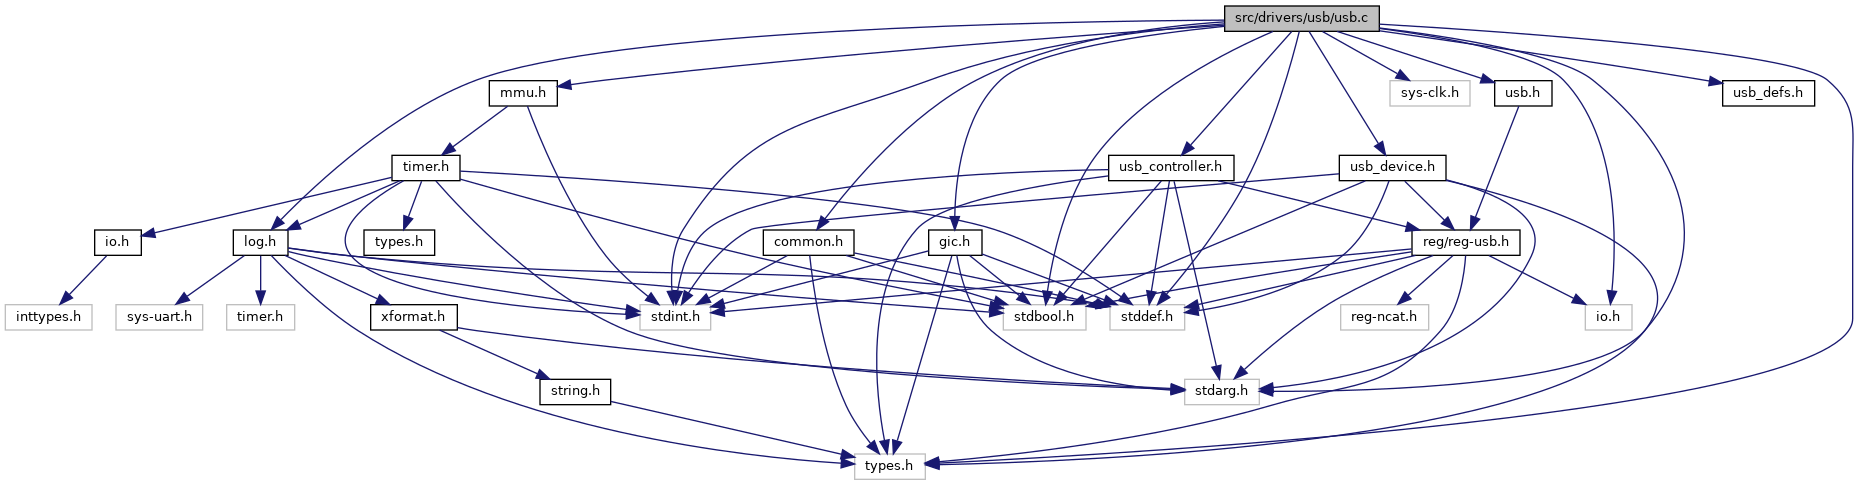 src/drivers/usb/usb.c
mmu.h
sys-clk.h
usb.h
usb_defs.h
timer.h
usb_controller.h
usb_device.h
io.h
log.h
types.h
common.h
gic.h
reg/reg-usb.h
inttypes.h
sys-uart.h
timer.h
xformat.h
stdint.h
stdbool.h
stddef.h
reg-ncat.h
io.h
string.h
stdarg.h
types.h